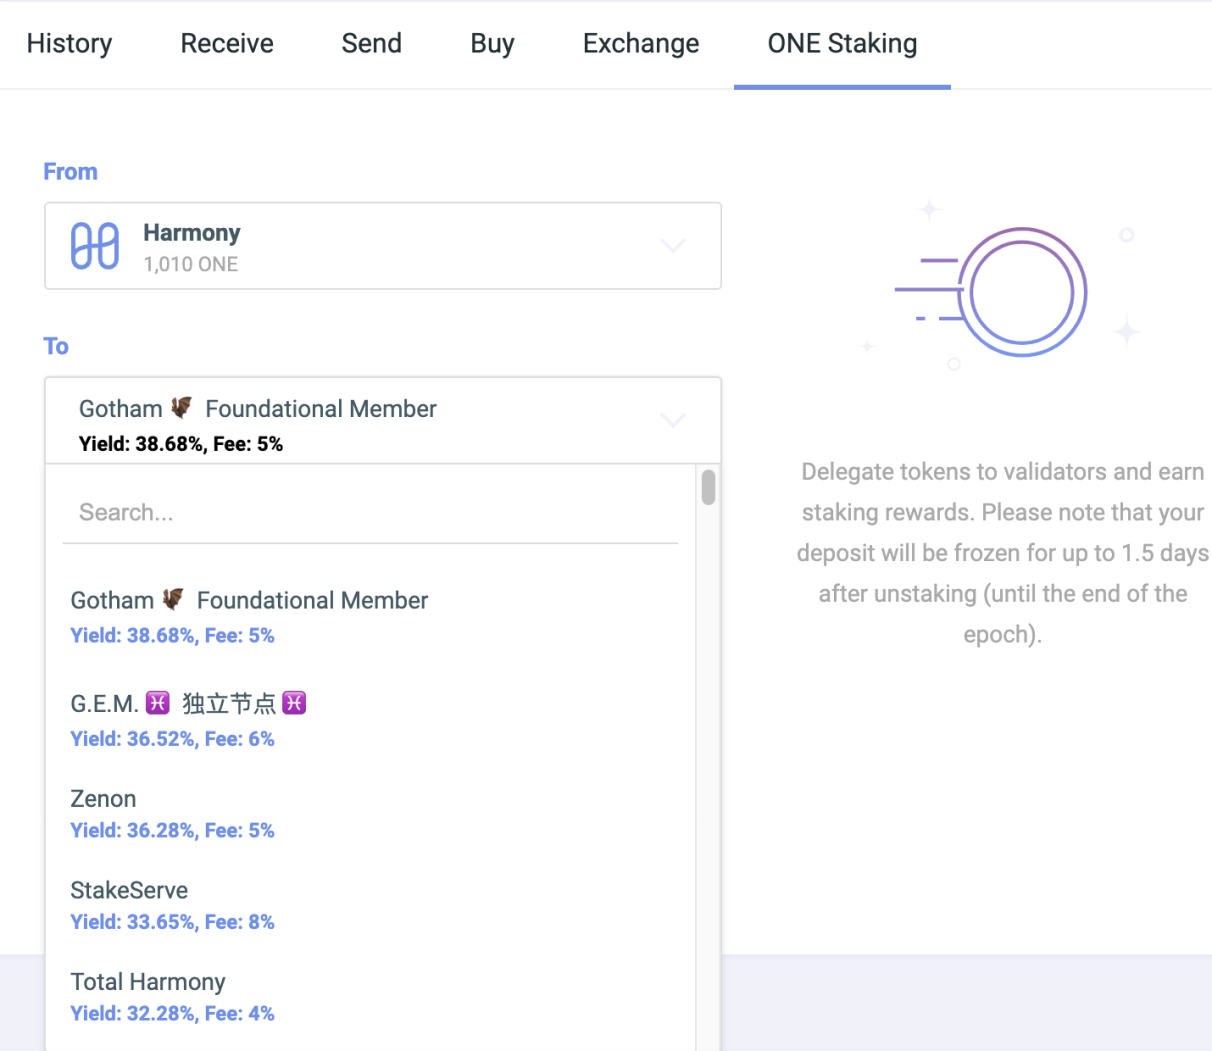 History Receive Send Buy Exchange ONE Staking
From
Harmony
1,010 ONE
To
Gotham 🦇 Foundational Member
Yield: 38.68%, Fee: 5%
Search...
Gotham 🦇 Foundational Member
Yield: 38.68%, Fee: 5%
G.E.M. ♓ 独立节点 ♓
Yield: 36.52%, Fee: 6%
Zenon
Yield: 36.28%, Fee: 5%
StakeServe
Yield: 33.65%, Fee: 8%
Total Harmony
Yield: 32.28%, Fee: 4%
Delegate tokens to validators and earn
staking rewards. Please note that your
deposit will be frozen for up to 1.5 days
after unstaking (until the end of the
epoch).